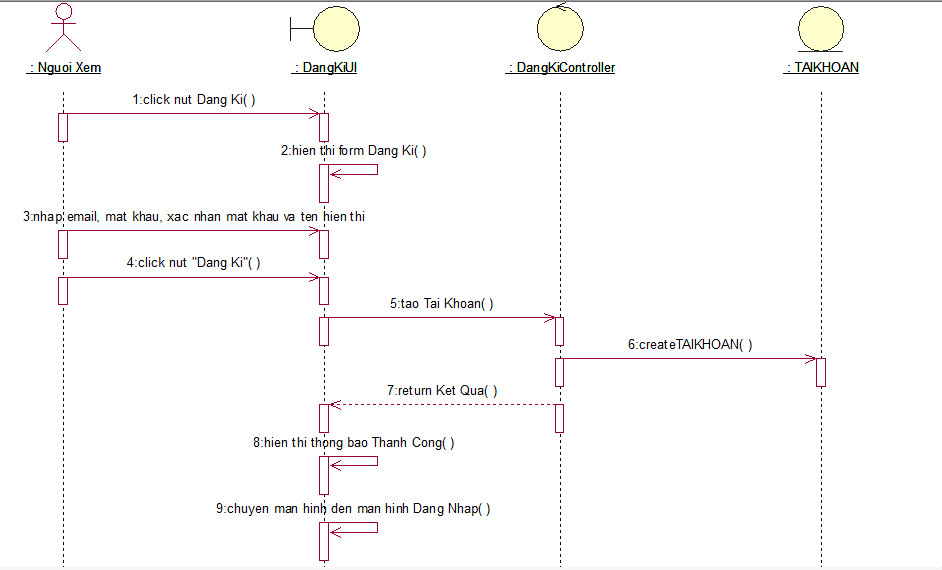 : Nguoi Xem
: DangKiUI
: DangKiController
: TAIKHOAN
1:click nut Dang Ki( )
2:hien thi form Dang Ki( )
3:nhap email, mat khau, xac nhan mat khau va ten hien thi
4:click nut "Dang Ki"( )
5:tao Tai Khoan( )
6:createTAIKHOAN( )
7:return Ket Qua( )
8:hien thi thong bao Thanh Cong( )
9:chuyen man hinh den man hinh Dang Nhap( )